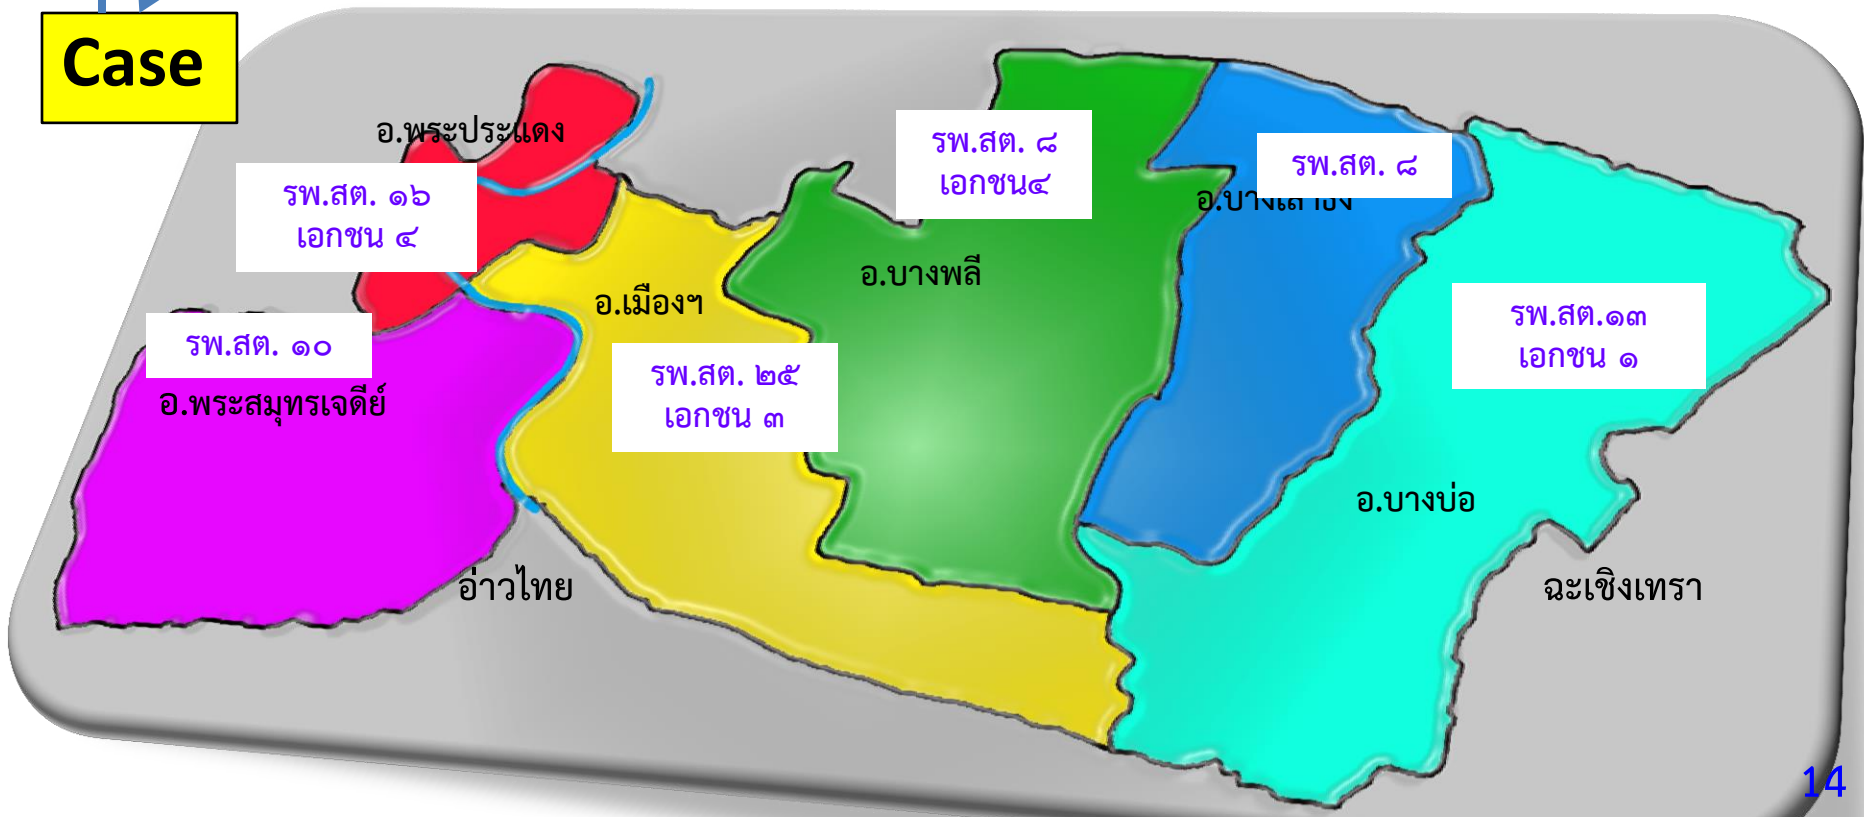 Case
อ.พระประแดง
รพ.สต. ๑๖
เอกชน ๔
รพ.สต. ๘
เอกชน๔
รพ.สต. ๘
อ.บางพลี
อ.เมืองฯ
รพ.สต. ๑๐
อ.พระสมุทรเจดีย์
รพ.สต. ๒๕
เอกชน ๓
รพ.สต.๑๓
เอกชน ๑
อ.บางบ่อ
อ่าวไทย
ฉะเชิงเทรา
14